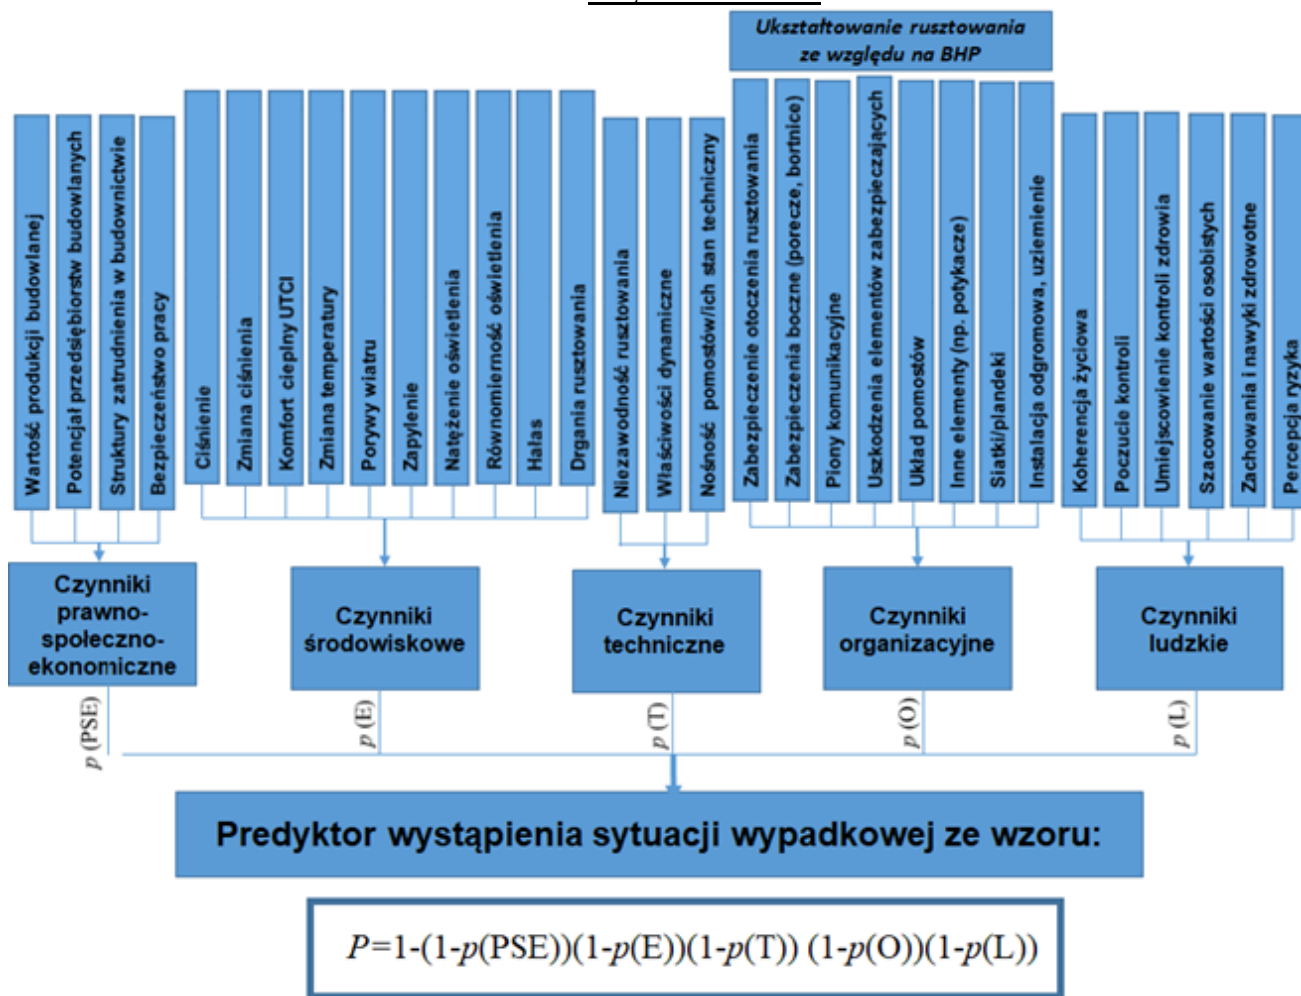 Ukształtowanie rusztowania
ze względu na BHP
Wartość produkcji budowlanej
Potencjał przedsiębiorstw budowlanych
Struktury zatrudnienia w budownictwie
Bezpieczeństwo pracy
Ciśnienie
Zmiana ciśnienia
Komfort cieplny UTCI
Zmiana temperatury
Porywy wiatru
Zapylenie
Natężenie oświetlenia
Równomierność oświetlenia
Hałas
Drgania rusztowania
Niezawodność rusztowania
Właściwości dynamiczne
Nośność pomostów/ich stan techniczny
Zabezpieczenie otoczenia rusztowania
Zabezpieczenia boczne (poręcze, bortnice)
Piony komunikacyjne
Uszkodzenia elementów zabezpieczających
Układ pomostów
Inne elementy (np. potykacze)
Siatki/plandeki
Instalacja odgromowa, uziemienie
Koherencja życiowa
Poczucie kontroli
Umiejscowienie kontroli zdrowia
Szacowanie wartości osobistych
Zachowania i nawyki zdrowotne
Percepcja ryzyka
Czynniki
prawno-
społeczno-
ekonomiczne
Czynniki
środowiskowe
Czynniki
techniczne
Czynniki
organizacyjne
Czynniki
ludzkie
p (PSE)
p (E)
p (T)
p (O)
p (L)
Predyktor wystąpienia sytuacji wypadkowej ze wzoru:
P=1-(1-p(PSE))(1-p(E))(1-p(T)) (1-p(O))(1-p(L))